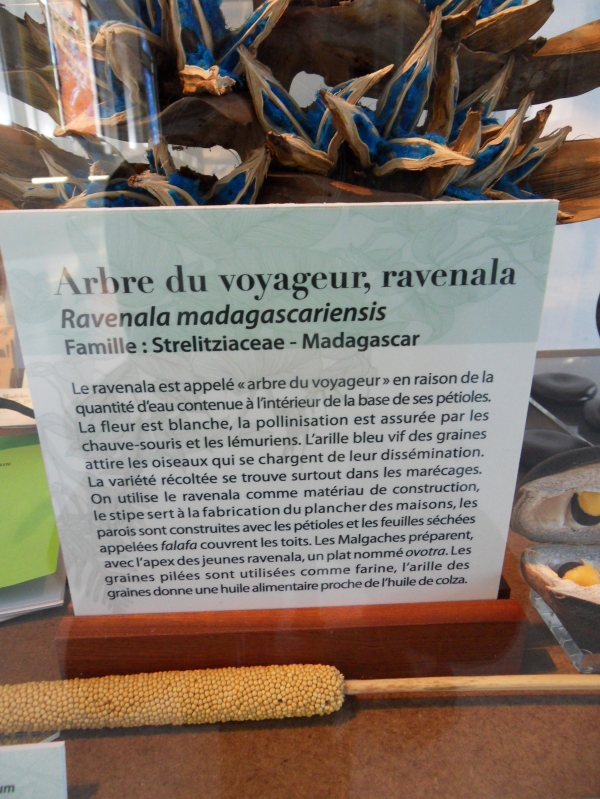 Arbre du voyageur, ravenala
Ravenala madagascariensis
Famille : Strelitziaceae - Madagascar
Le ravenala est appelé « arbre du voyageur » en raison de la
quantité d'eau contenue à l'intérieur de la base de ses pétioles.
La fleur est blanche, la pollinisation est assurée par les
chauve-souris et les lémuriens. L'arille bleu vif des graines
attire les oiseaux qui se chargent de leur dissémination.
La variété récoltée se trouve surtout dans les marécages.
On utilise le ravenala comme matériau de construction,
le stipe sert à la fabrication du plancher des maisons, les
parois sont construites avec les pétioles et les feuilles séchées
appelées falafa couvrent les toits. Les Malgaches préparent,
avec l'apex des jeunes ravenala, un plat nommé ovotra. Les
graines pilées sont utilisées comme farine, l'arille des
graines donne une huile alimentaire proche de l'huile de colza.